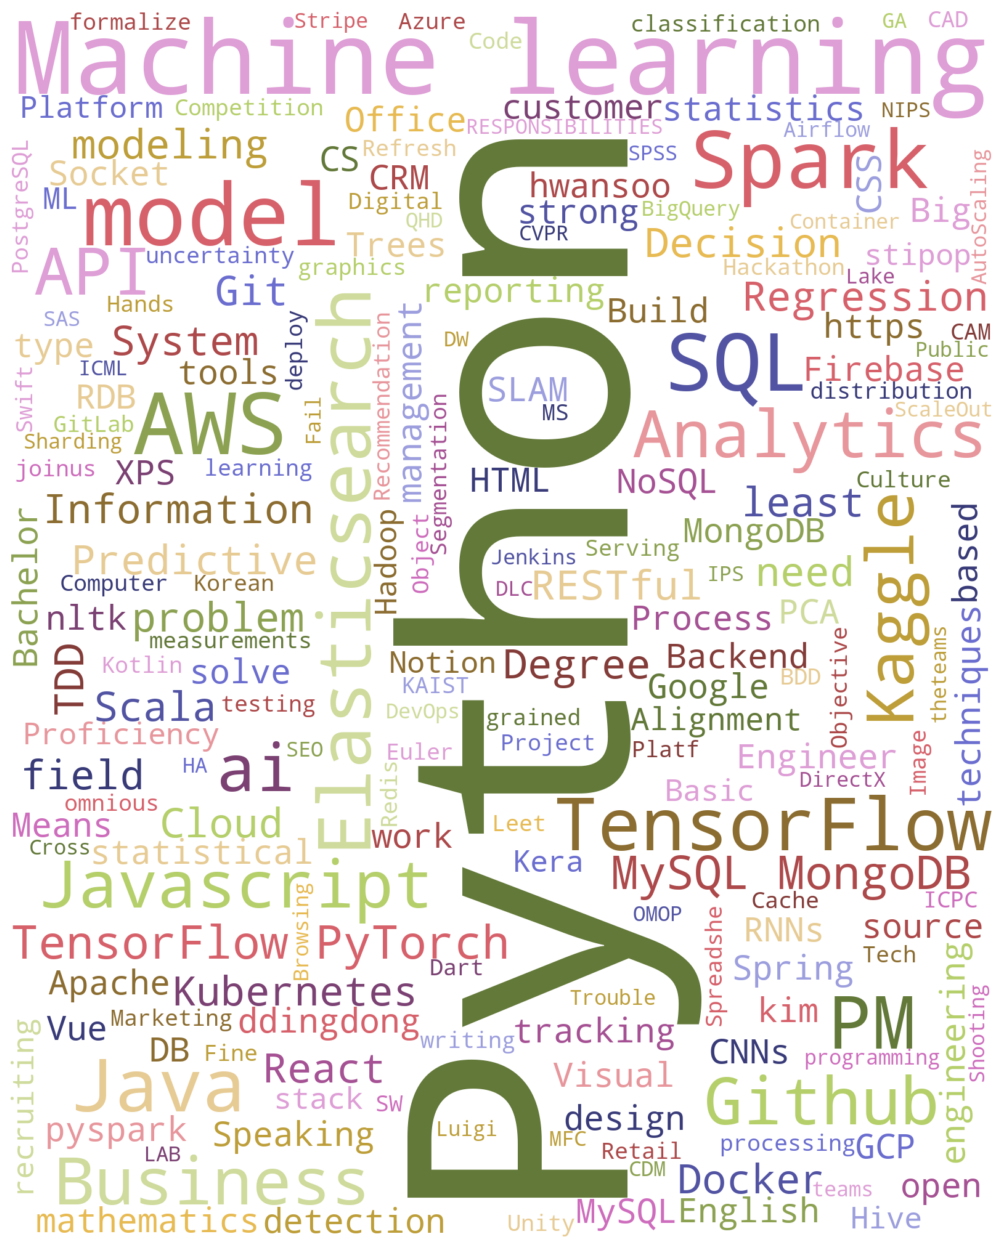 formalize Stripe Azure classification GA CAD
Machine learning
Code
Platform Competition Office customer statistics NIPS
RESPONSIBILITIES Airflow
modeling CS Refresh SPSS Spark CSS
PostgreSQL Socket CRM hwansoo AutoScaling
ML model Digital strong BigQuery Big
QHD CVPR Container
API uncertainty Trees Decision stipop
graphics Hackathon Lake
Git reporting Regression
Hands Build https
SAS System deploy Elasticsearch Recommendation management DW SQL CAM
type Public
ICML tools SLAM Firebase
Swift RDB AWS Fail MS distribution
GitLab Segmentation Analytics ScaleOut
Sharding
joinus XPS learning HTML NoSQL Culture
Information Hadoop Object least Kaggle based
Bachelor MongoDB
Predictive Jenkins Serving
Computer Korean DLC RESTful IPS need
nltk problem Process PCA
measurements Python
TDD Kotlin solve Notion Degree Backend Objective theteams techniques
KAIST Google BDD
Scala testing DevOps grained Alignment
Proficiency SEO Euler Project Platf Engineer Image
field HA ai Redis DirectX
omnious Basic
Means Cloud work Leet TensorFlow
Cross statistical Kera
Javascript MySQL MongoDB
Browsing OMOP Spreadshe Cache ICPC
TensorFlow PyTorch RNNs source
Dart Spring Tech engineering
Apache Kubernetes Trouble kim PM Shooting
Vue Marketing ddingdong writing tracking
recruiting DB Fine CNNs programming
Java React Visual
stack SW Github
pyspark Speaking Luigi design
MFC processing GCP
LAB Retail
Business CDM Docker teams open
mathematics detection Unity MySQL English Hive